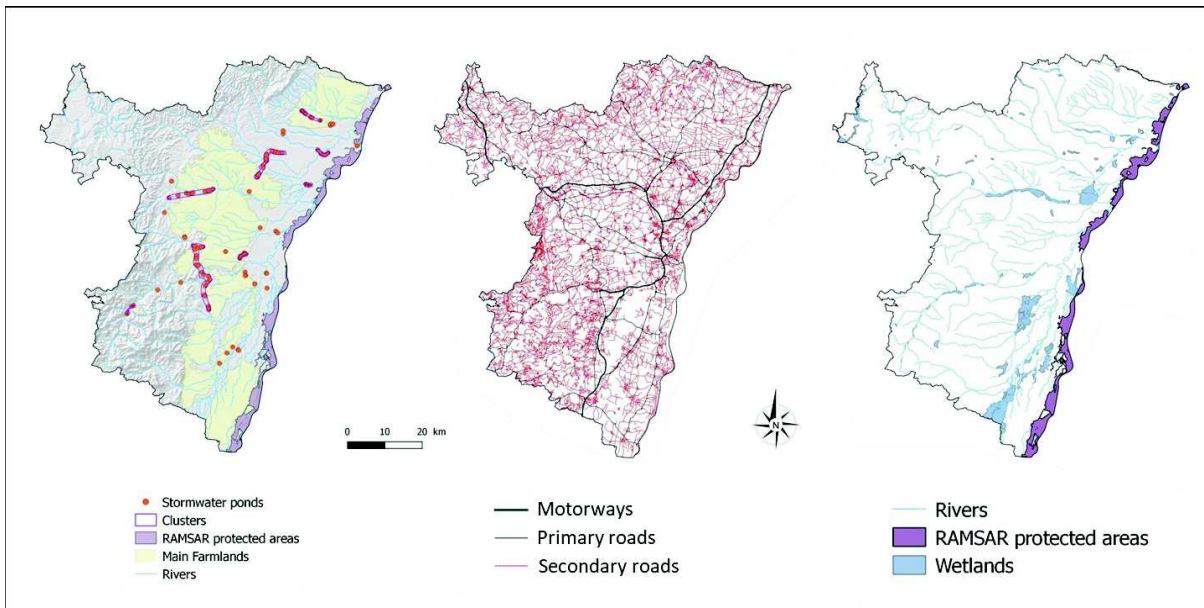 0 10 20 km
N
Stormwater ponds
Clusters
RAMSAR protected areas
Main Farmlands
Rivers
Motorways
Primary roads
Secondary roads
Rivers
RAMSAR protected areas
Wetlands